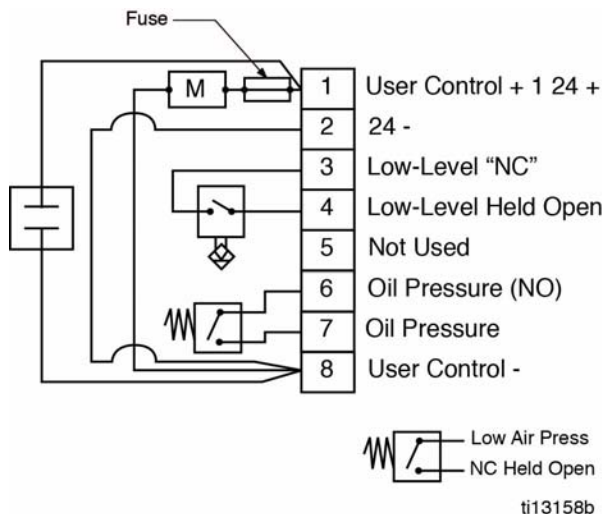 Fuse
M
1 User Control + 1 24 +
2 24 -
3 Low-Level “NC”
4 Low-Level Held Open
5 Not Used
6 Oil Pressure (NO)
7 Oil Pressure
8 User Control -
Low Air Press
NC Held Open
ti13158b